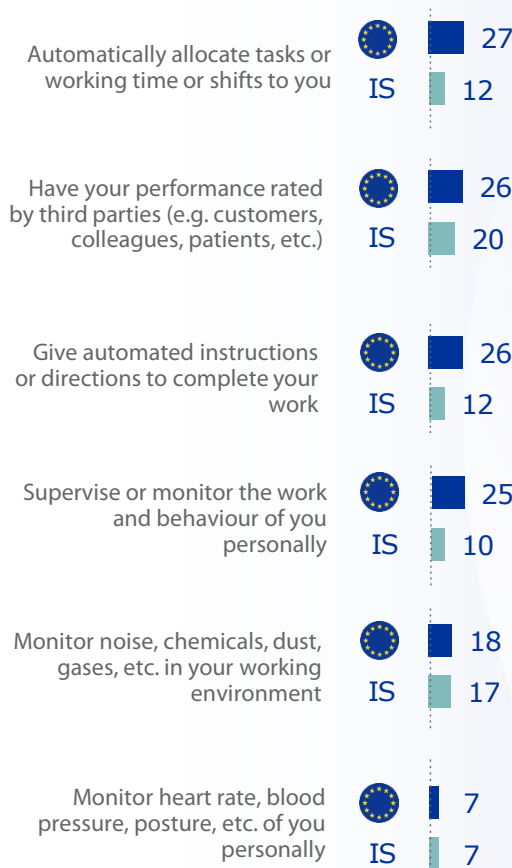 Automatically allocate tasks or
working time or shifts to you
27
IS 12
Have your performance rated
by third parties (e.g. customers,
colleagues, patients, etc.)
26
IS 20
Give automated instructions
or directions to complete your
work
26
IS 12
Supervise or monitor the work
and behaviour of you
personally
25
IS 10
Monitor noise, chemicals, dust,
gases, etc. in your working
environment
18
IS 17
Monitor heart rate, blood
pressure, posture, etc. of you
personally
7
IS 7